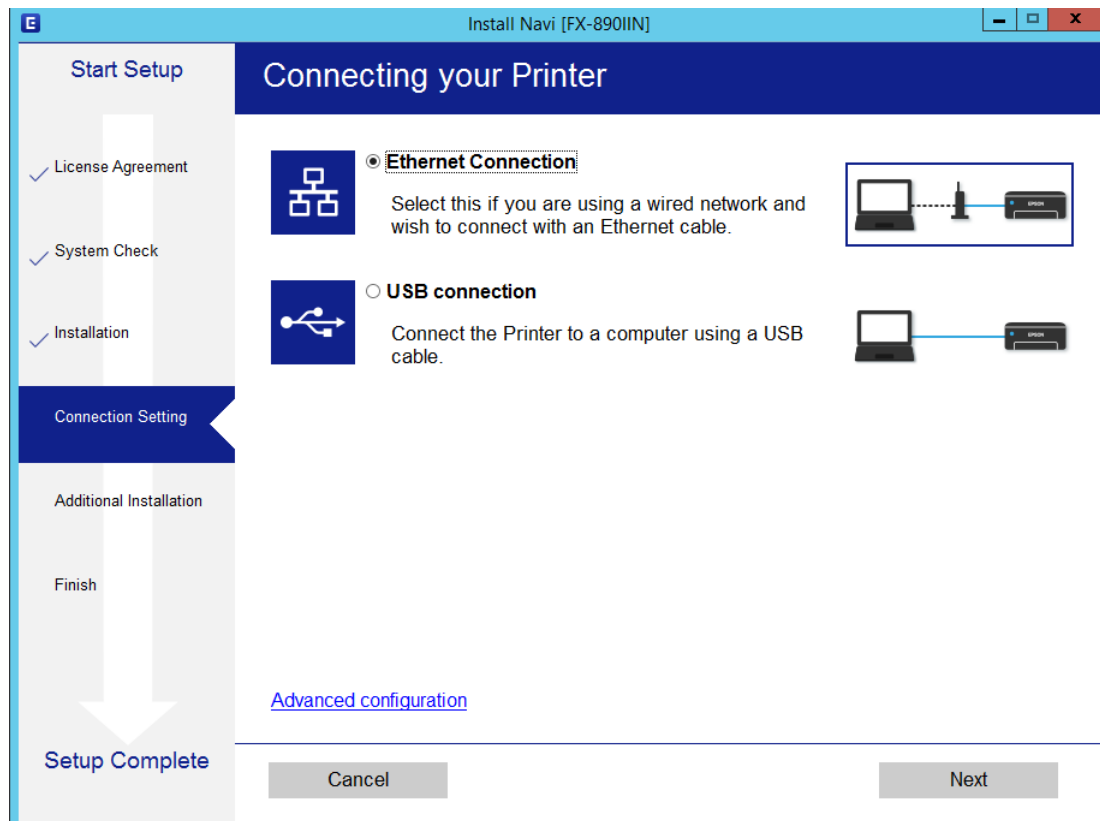 Install Navi [FX-890IIN]
Start Setup
License Agreement
System Check
Installation
Connection Setting
Additional Installation
Finish
Setup Complete
Connecting your Printer
Ethernet Connection
Select this if you are using a wired network and
wish to connect with an Ethernet cable.
EPSON
USB connection
Connect the Printer to a computer using a USB
cable.
EPSON
Advanced configuration
Cancel
Next